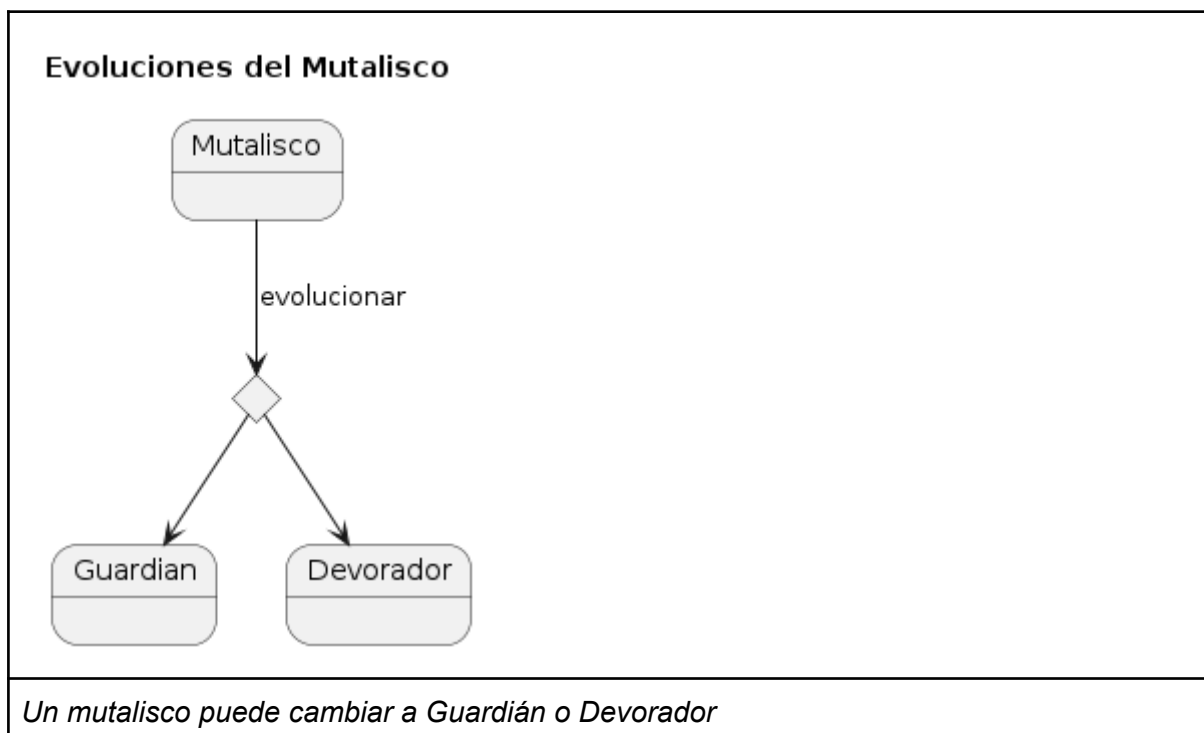 Evoluciones del Mutalisco
Mutalisco
evolucionar
Guardian
Devorador
Un mutalisco puede cambiar a Guardián o Devorador